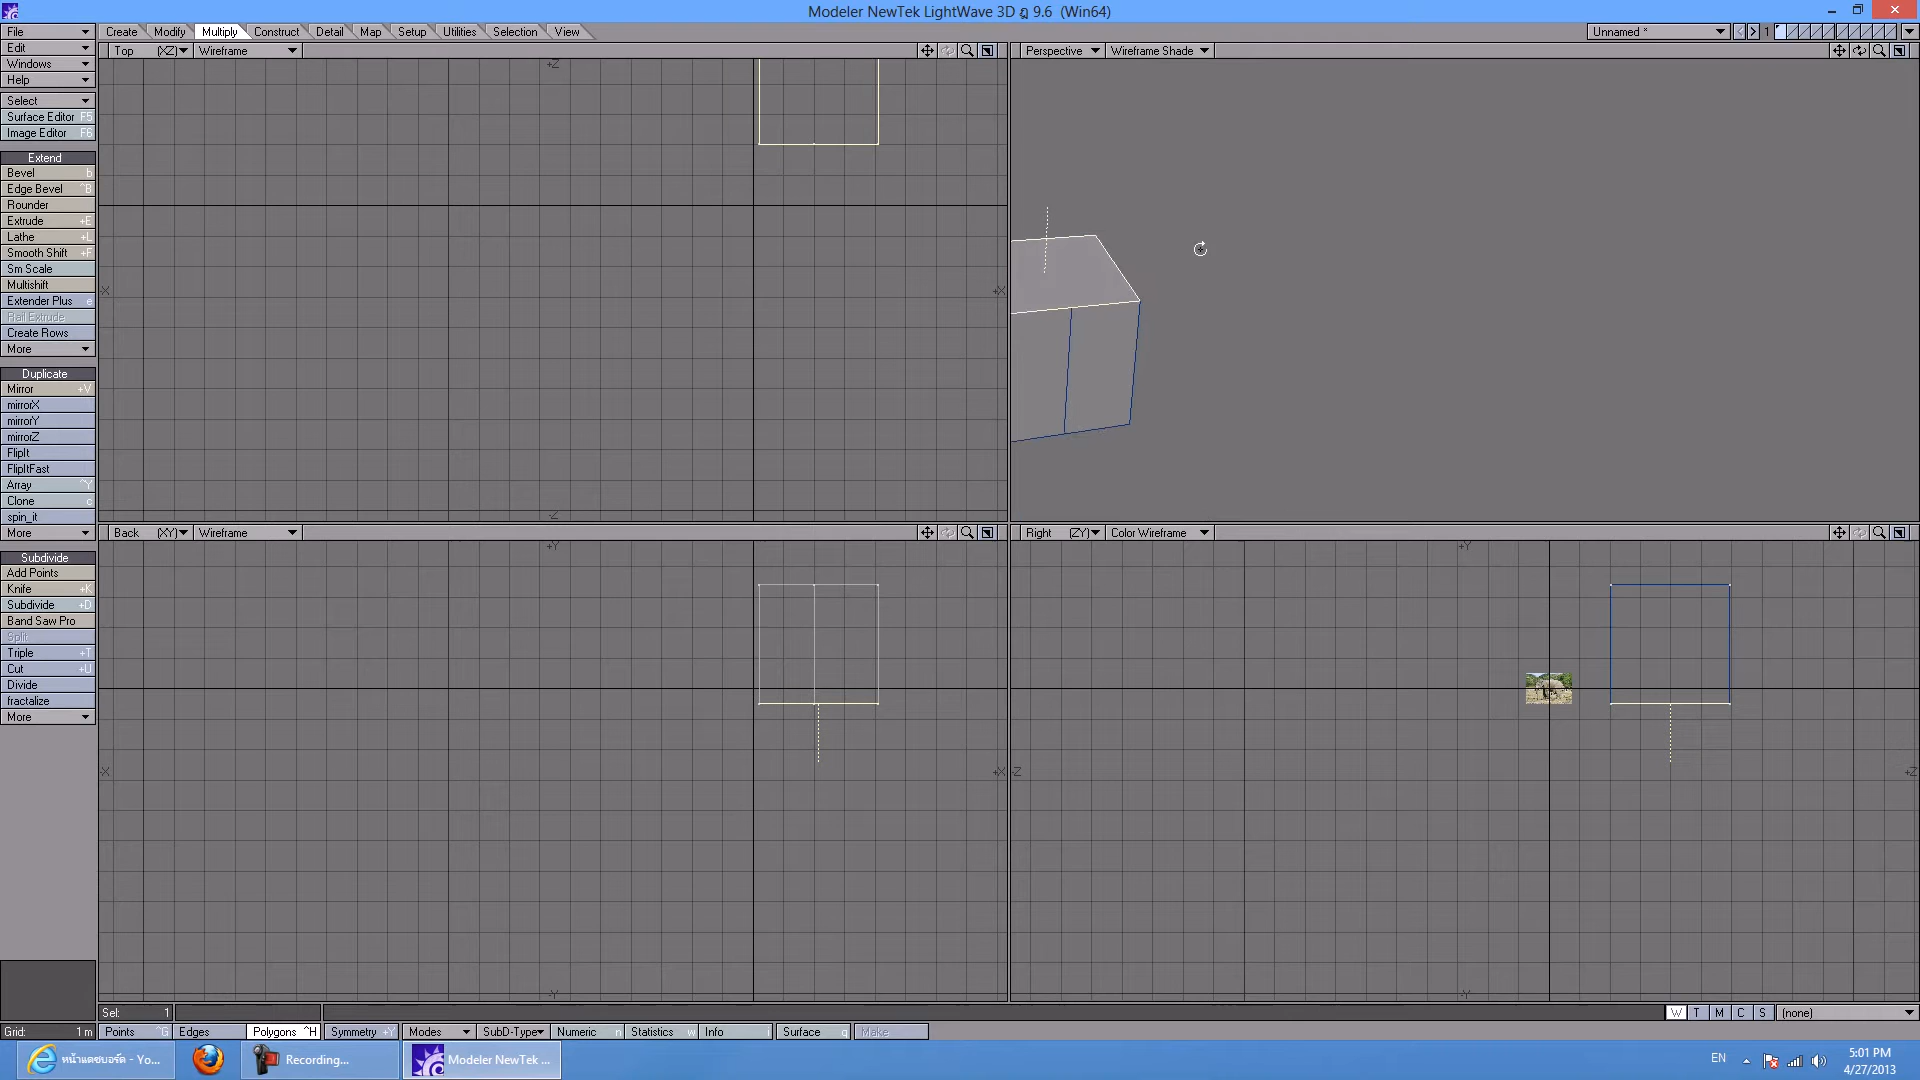 Modeler NewTek LightWave 3D ฎ 9.6 (Win64)
File
Edit
Windows
Help
Create Modify Multiply Construct Detail Map Setup Utilities Selection View
Unnamed *
1
Top (XZ) Wireframe
Perspective Wireframe Shade
Select
Surface Editor F5
Image Editor F6
Extend
Bevel b
Edge Bevel ^B
Rounder
Extrude +E
Lathe +L
Smooth Shift +F
Sm Scale
Multishift
Extender Plus e
Rail Extrude
Create Rows
More
Duplicate
Mirror +V
mirrorX
mirrorY
mirrorZ
FlipIt
FlipItFast
Array ^Y
Clone c
spin_it
More
Subdivide
Add Points
Knife +K
Subdivide +D
Band Saw Pro
Split
Triple +T
Cut +U
Divide
fractalize
More
+Z
-X
+X
-Z
Back (XY) Wireframe
Right (ZY) Color Wireframe
+Y
+Y
-X
+X
-Z
+Z
-Y
-Y
Sel: 1
W T M C S (none)
Grid: 1 m
Points ^G Edges Polygons ^H Symmetry +Y Modes SubD-Type Numeric n Statistics w Info i Surface q Make
หน้าแดชบอร์ด - Yo...
Recording...
Modeler NewTek ...
EN
5:01 PM
4/27/2013